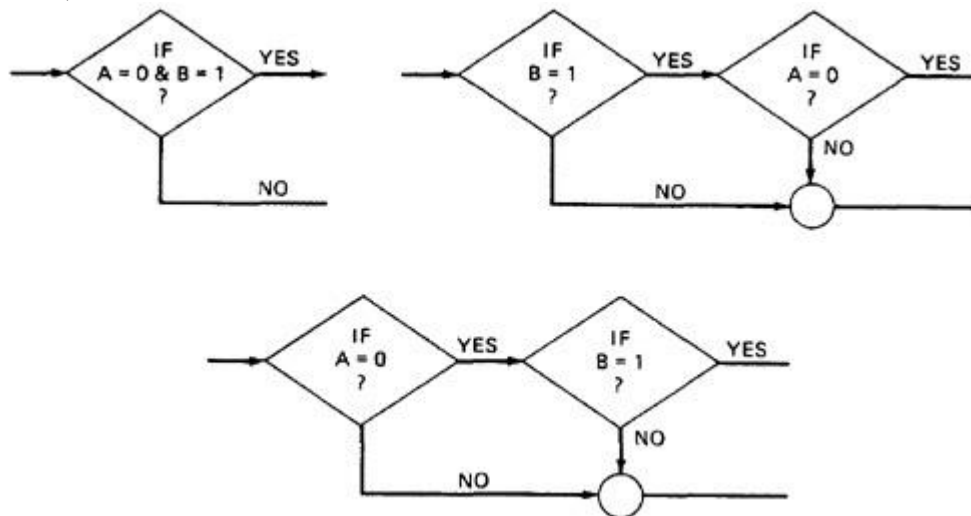 IF
A = 0 & B = 1
?
YES
NO
IF
B = 1
?
YES
NO
IF
A = 0
?
YES
NO
IF
A = 0
?
YES
NO
IF
B = 1
?
YES
NO